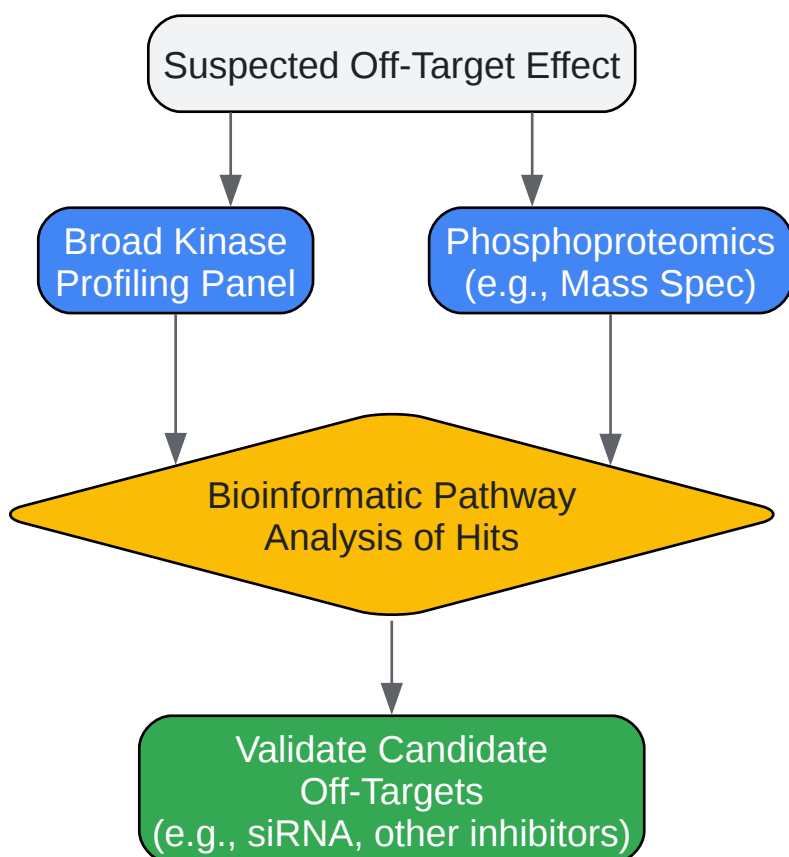 Suspected Off-Target Effect
Broad Kinase
Profiling Panel
Phosphoproteomics
(e.g., Mass Spec)
Bioinformatic Pathway
Analysis of Hits
Validate Candidate
Off-Targets
(e.g., siRNA, other inhibitors)